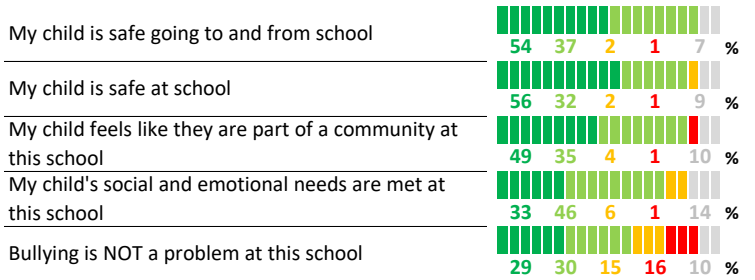 My child is safe going to and from school
54 37 2 1 7 %
My child is safe at school
56 32 2 1 9 %
My child feels like they are part of a community at
this school
49 35 4 1 10 %
My child's social and emotional needs are met at
this school
33 46 6 1 14 %
Bullying is NOT a problem at this school
29 30 15 16 10 %